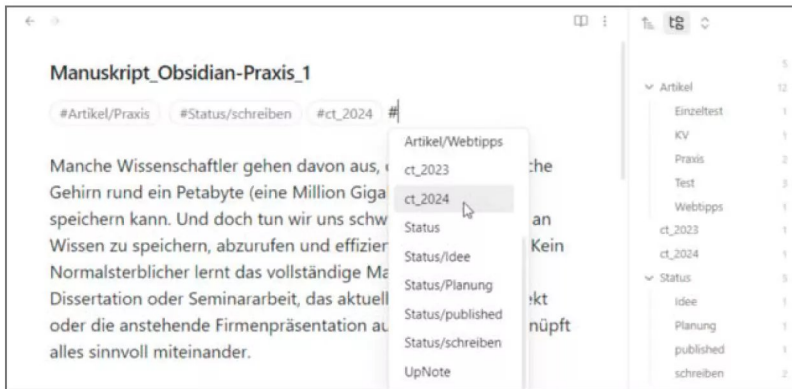 Manuskript_Obsidian-Praxis_1
#Artikel/Praxis #Status/schreiben #ct_2024 #
Manche Wissenschaftler gehen davon aus, che
Gehirn rund ein Petabyte (eine Million Giga
speichern kann. Und doch tun wir uns schw an
Wissen zu speichern, abzurufen und effizier Kein
Normalsterblicher lernt das vollständige Ma
Dissertation oder Seminararbeit, das aktuell ekt
oder die anstehende Firmenpräsentation au nüpft
alles sinnvoll miteinander.
Artikel/Webtipps
ct_2023
ct_2024
Status
Status/Idee
Status/Planung
Status/published
Status/schreiben
UpNote
5
Artikel 12
Einzeltest 1
KV 1
Praxis 2
Test 3
Webtipps 1
ct_2023 1
ct_2024 1
Status 5
Idee 1
Planung 1
published 1
schreiben 2